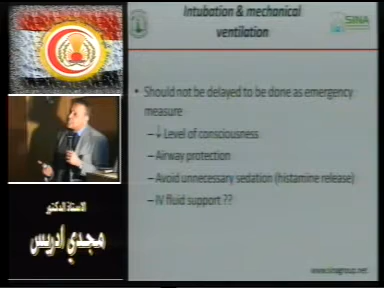 Intubation & mechanical
ventilation
SINA
• Should not be delayed to be done as emergency
measure
– ↓ Level of consciousness
– Airway protection
– Avoid unnecessary sedation (histamine release)
– IV fluid support ??
الاستاذ الدكتور
مجدي ادريس
www.sinagroup.net